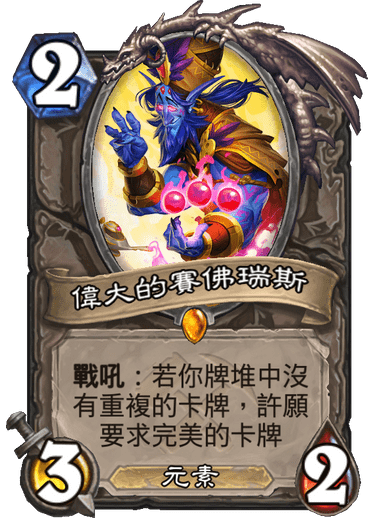 2
偉大的賽佛瑞斯
戰吼：若你牌堆中沒
有重複的卡牌，許願
要求完美的卡牌
3
元素
2